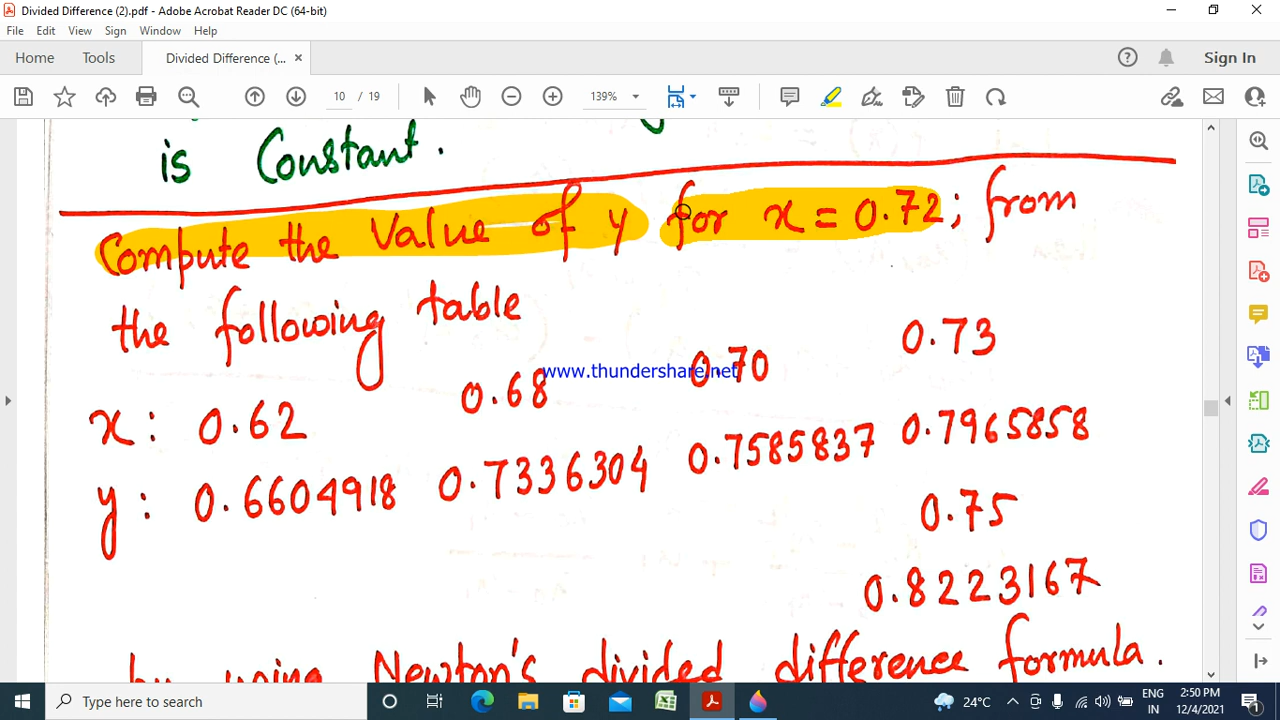 Divided Difference (2).pdf - Adobe Acrobat Reader DC (64-bit)
File Edit View Sign Window Help
Home Tools Divided Difference (... × Sign In
10 / 19 139%
is Constant.
Compute the Value of y for x = 0.72; from
the following table
www.thundershare.net
x: 0.62 0.68 0.70 0.73
y: 0.6604918 0.7336304 0.7585837 0.7965858
0.75
0.8223167
by using Newton's divided difference formula.
Type here to search 24°C ENG IN 2:50 PM 12/4/2021 1